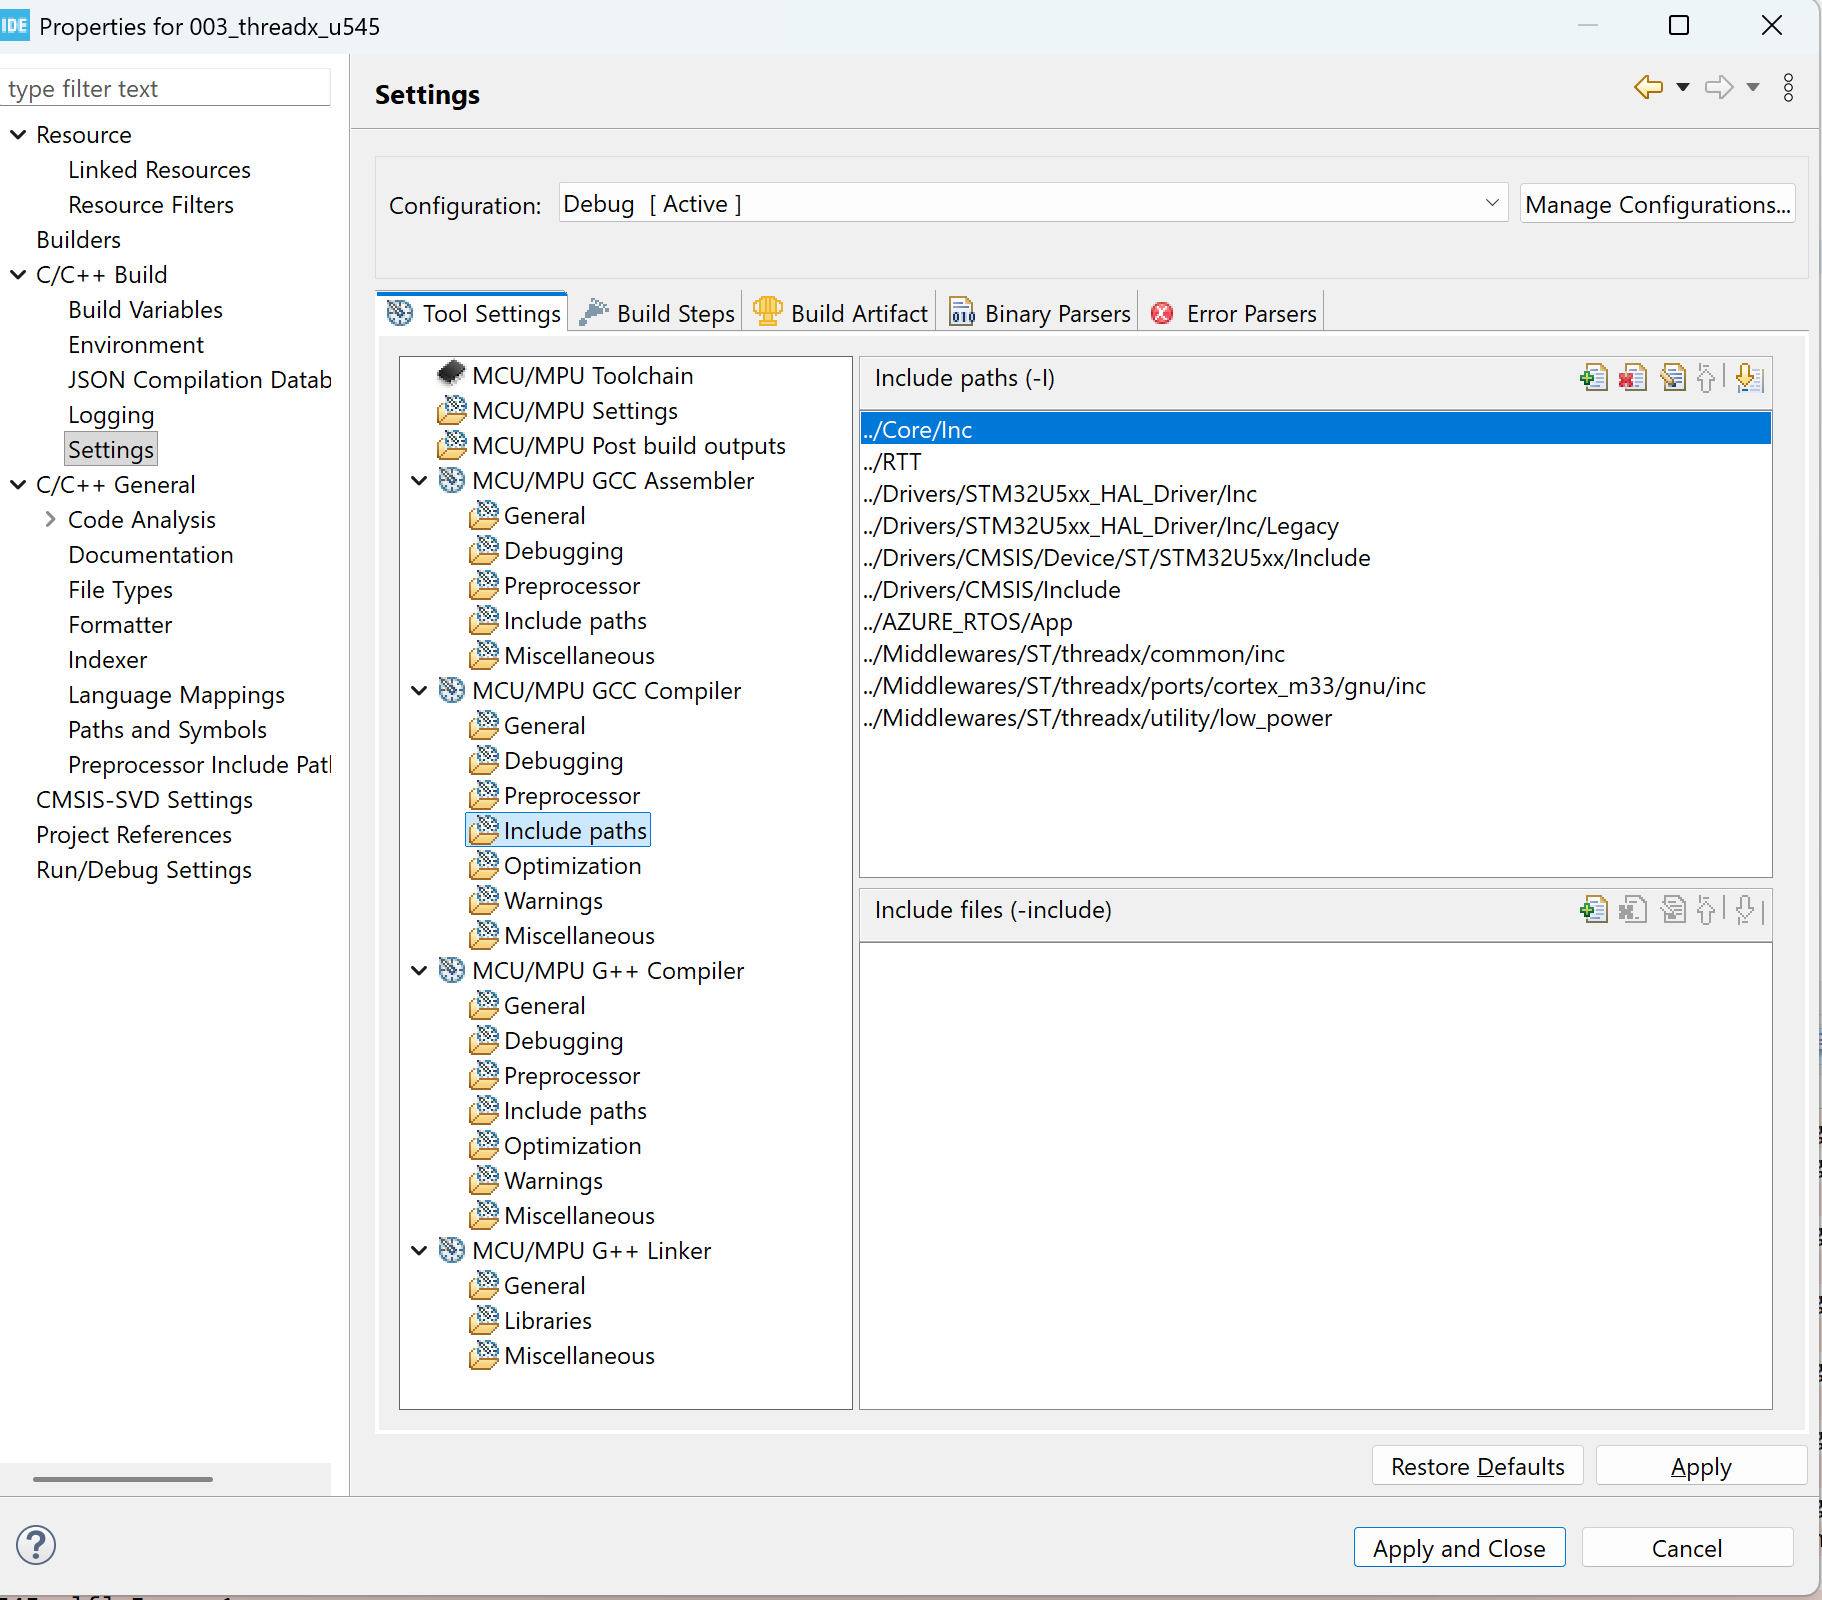 IDE Properties for 003_threadx_u545
type filter text
Resource
Linked Resources
Resource Filters
Builders
C/C++ Build
Build Variables
Environment
JSON Compilation Datab
Logging
Settings
C/C++ General
Code Analysis
Documentation
File Types
Formatter
Indexer
Language Mappings
Paths and Symbols
Preprocessor Include Pat
CMSIS-SVD Settings
Project References
Run/Debug Settings
Settings
Configuration: Debug [ Active ] Manage Configurations...
Tool Settings Build Steps Build Artifact Binary Parsers Error Parsers
MCU/MPU Toolchain
MCU/MPU Settings
MCU/MPU Post build outputs
MCU/MPU GCC Assembler
General
Debugging
Preprocessor
Include paths
Miscellaneous
MCU/MPU GCC Compiler
General
Debugging
Preprocessor
Include paths
Optimization
Warnings
Miscellaneous
MCU/MPU G++ Compiler
General
Debugging
Preprocessor
Include paths
Optimization
Warnings
Miscellaneous
MCU/MPU G++ Linker
General
Libraries
Miscellaneous
Include paths (-I)
../Core/Inc
../RTT
../Drivers/STM32U5xx_HAL_Driver/Inc
../Drivers/STM32U5xx_HAL_Driver/Inc/Legacy
../Drivers/CMSIS/Device/ST/STM32U5xx/Include
../Drivers/CMSIS/Include
../AZURE_RTOS/App
../Middlewares/ST/threadx/common/inc
../Middlewares/ST/threadx/ports/cortex_m33/gnu/inc
../Middlewares/ST/threadx/utility/low_power
Include files (-include)
Restore Defaults Apply
? Apply and Close Cancel